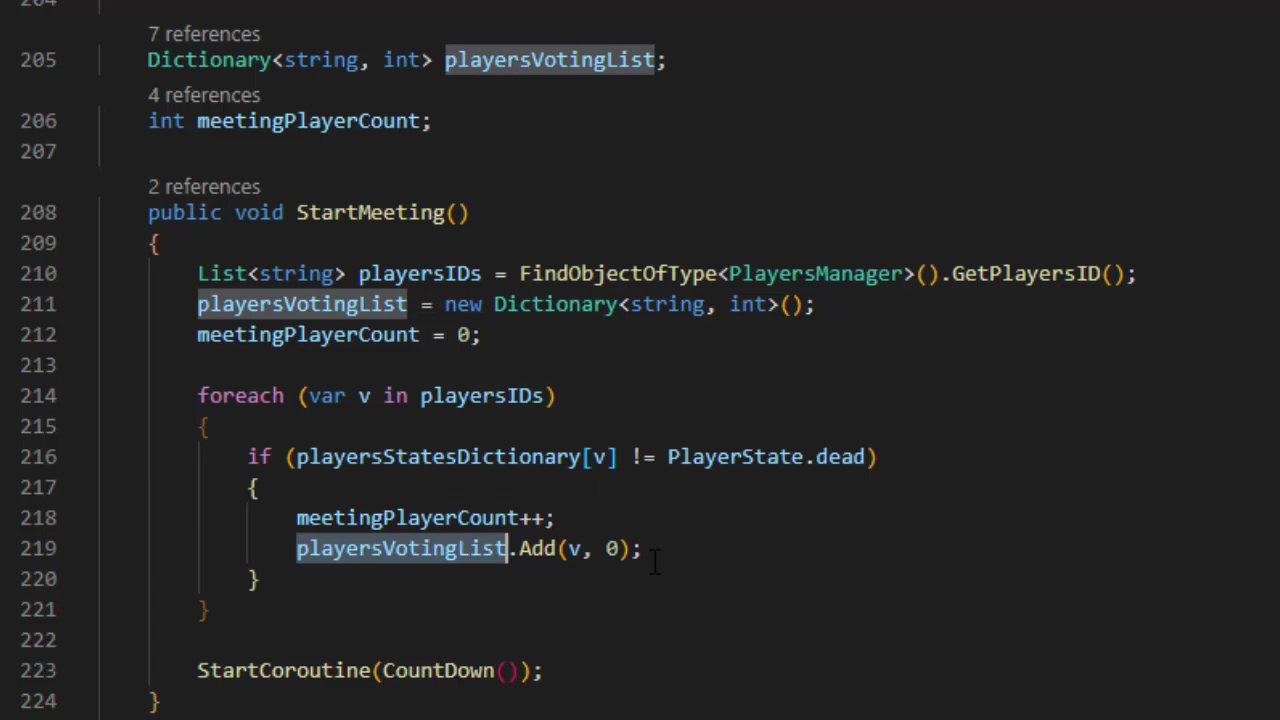 204
7 references
205 Dictionary<string, int> playersVotingList;
4 references
206 int meetingPlayerCount;
207
2 references
208 public void StartMeeting()
209 {
210 List<string> playersIDs = FindObjectOfType<PlayersManager>().GetPlayersID();
211 playersVotingList = new Dictionary<string, int>();
212 meetingPlayerCount = 0;
213
214 foreach (var v in playersIDs)
215 {
216 if (playersStatesDictionary[v] != PlayerState.dead)
217 {
218 meetingPlayerCount++;
219 playersVotingList.Add(v, 0);
220 }
221 }
222
223 StartCoroutine(CountDown());
224 }